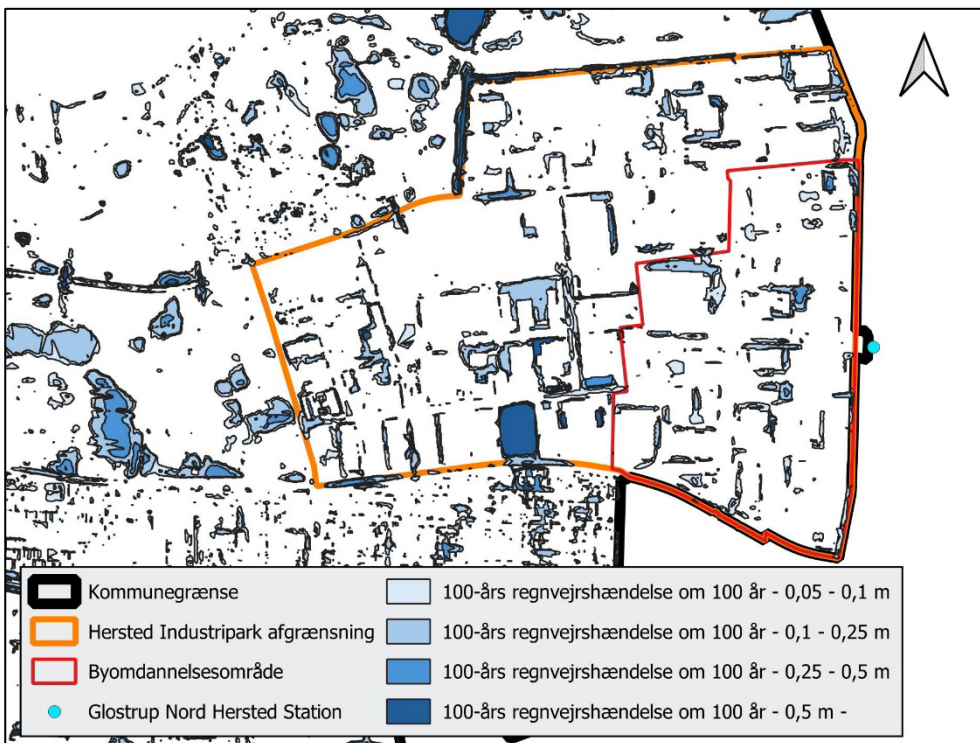 Kommunegrænse
Hersted Industripark afgrænsning
Byomdannelsesområde
Glostrup Nord Hersted Station
100-års regnvejrshændelse om 100 år - 0,05 - 0,1 m
100-års regnvejrshændelse om 100 år - 0,1 - 0,25 m
100-års regnvejrshændelse om 100 år - 0,25 - 0,5 m
100-års regnvejrshændelse om 100 år - 0,5 m -